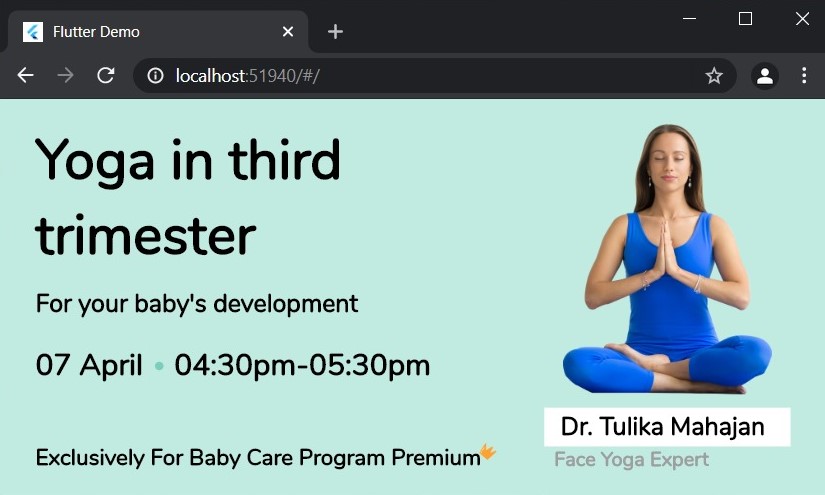 Flutter Demo
localhost:51940/#/
Yoga in third
trimester
For your baby's development
07 April • 04:30pm-05:30pm
Exclusively For Baby Care Program Premium
Dr. Tulika Mahajan
Face Yoga Expert